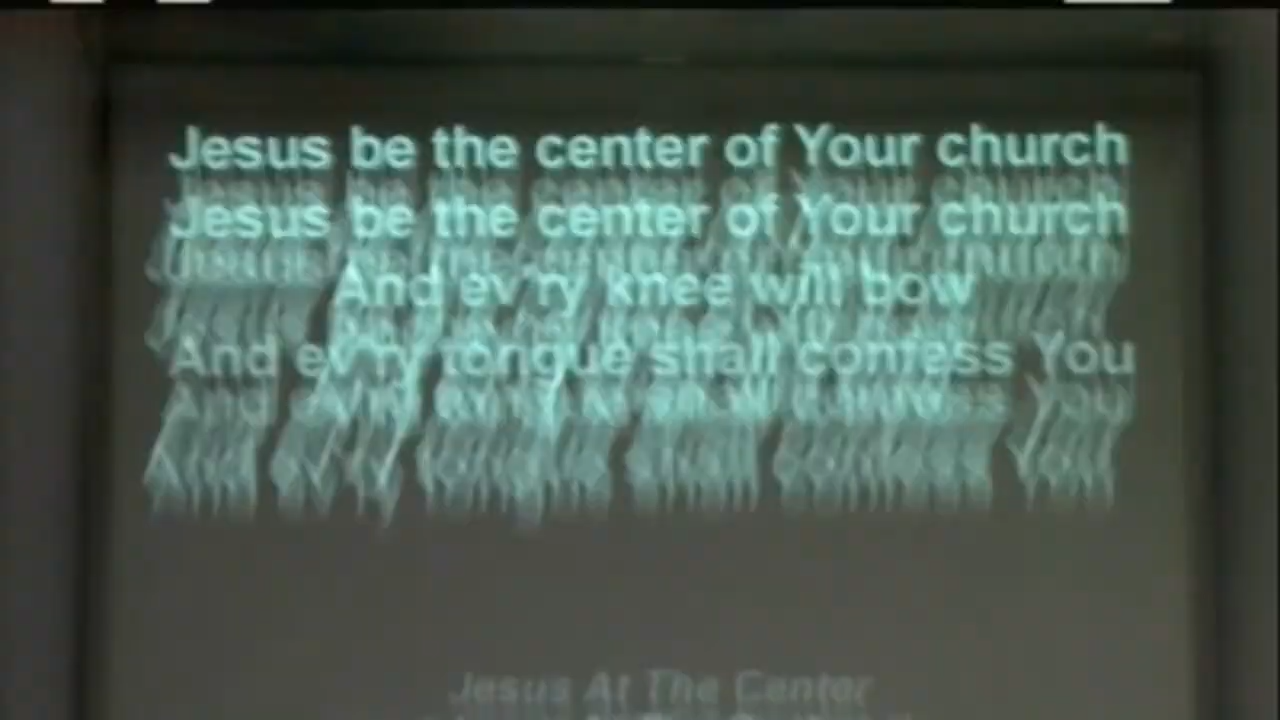 Jesus be the center of Your church
Jesus be the center of Your church
And ev'ry knee will bow
And ev'ry tongue shall confess You
Jesus At The Center